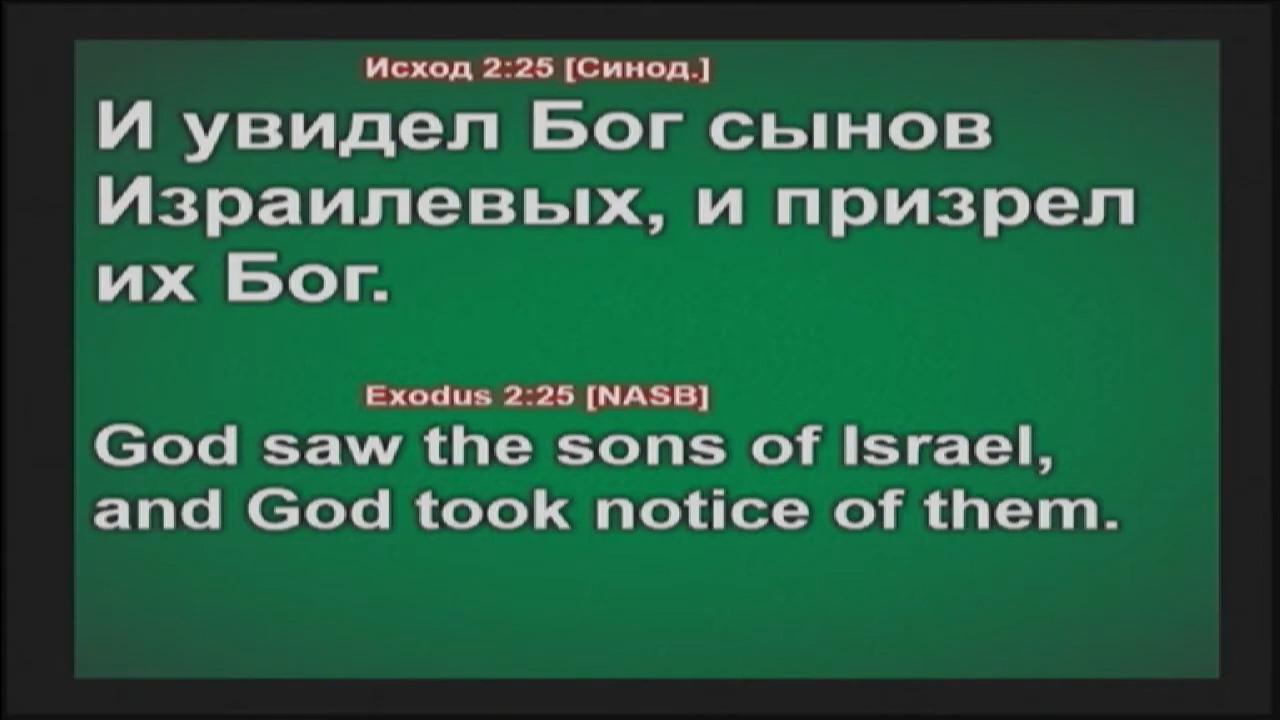 Исход 2:25 [Синод.]
И увидел Бог сынов
Израилевых, и призрел
их Бог.
Exodus 2:25 [NASB]
God saw the sons of Israel,
and God took notice of them.